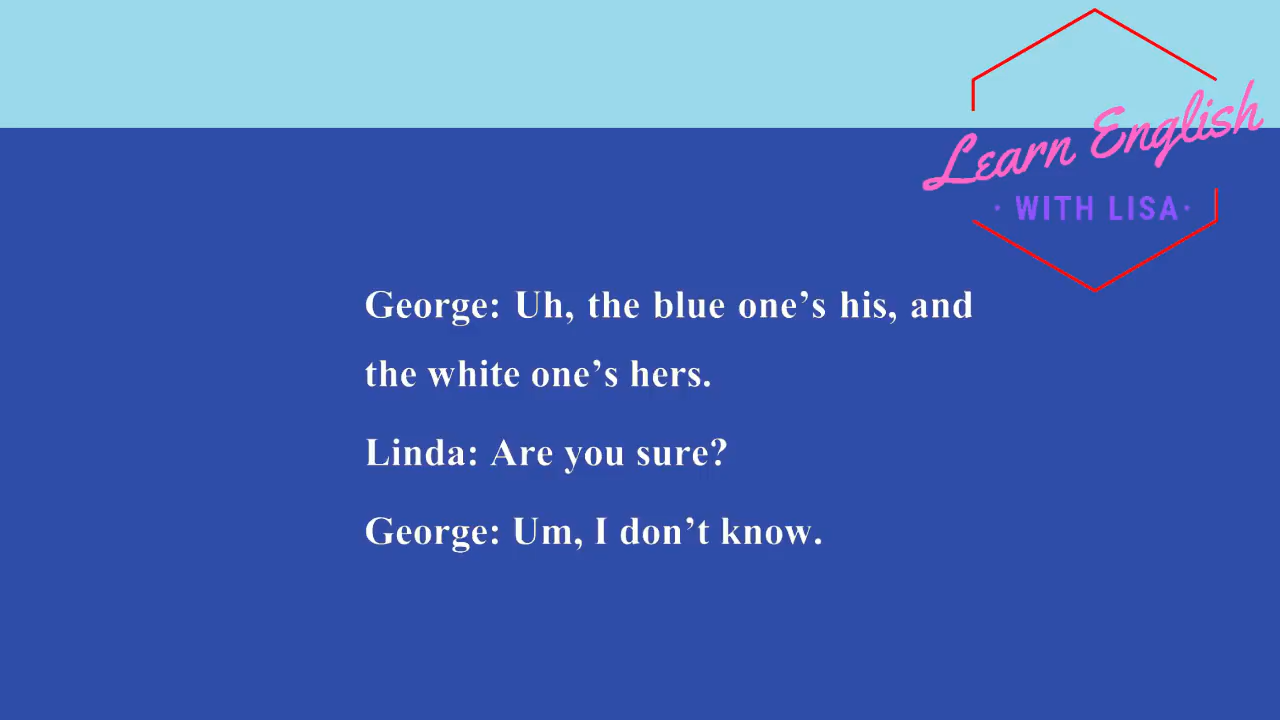 Learn English
· WITH LISA·
George: Uh, the blue one’s his, and
the white one’s hers.
Linda: Are you sure?
George: Um, I don’t know.